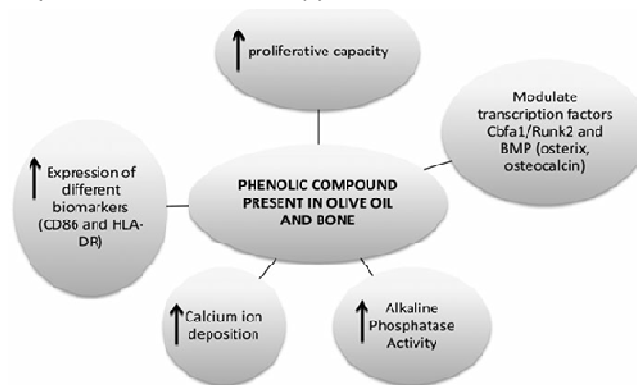 proliferative capacity
Modulate
transcription factors
Cbfa1/Runk2 and
BMP (osterix,
osteocalcin)
Expression of
different
biomarkers
(CD86 and HLA-
DR)
PHENOLIC COMPOUND
PRESENT IN OLIVE OIL
AND BONE
Calcium ion
deposition
Alkaline
Phosphatase
Activity